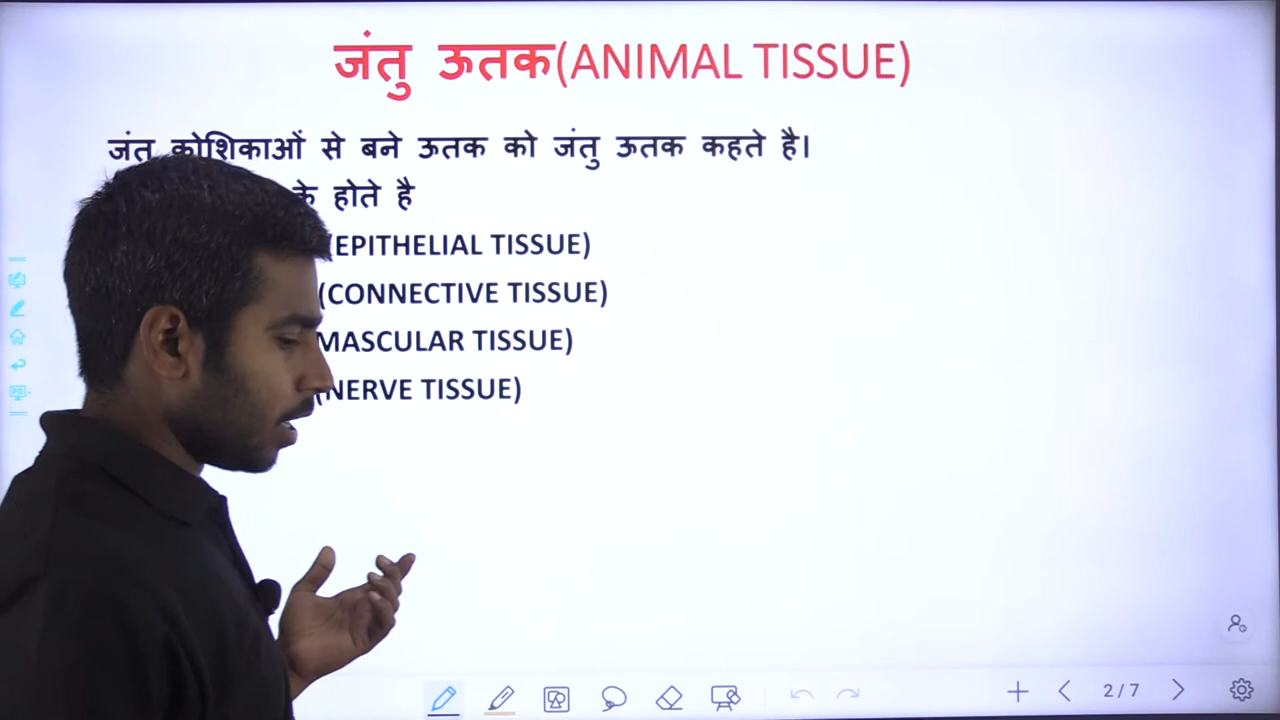 जंतु ऊतक(ANIMAL TISSUE)
जंतु कोशिकाओं से बने ऊतक को जंतु ऊतक कहते है।
के होते है
(EPITHELIAL TISSUE)
(CONNECTIVE TISSUE)
MASCULAR TISSUE)
(NERVE TISSUE)
2/7